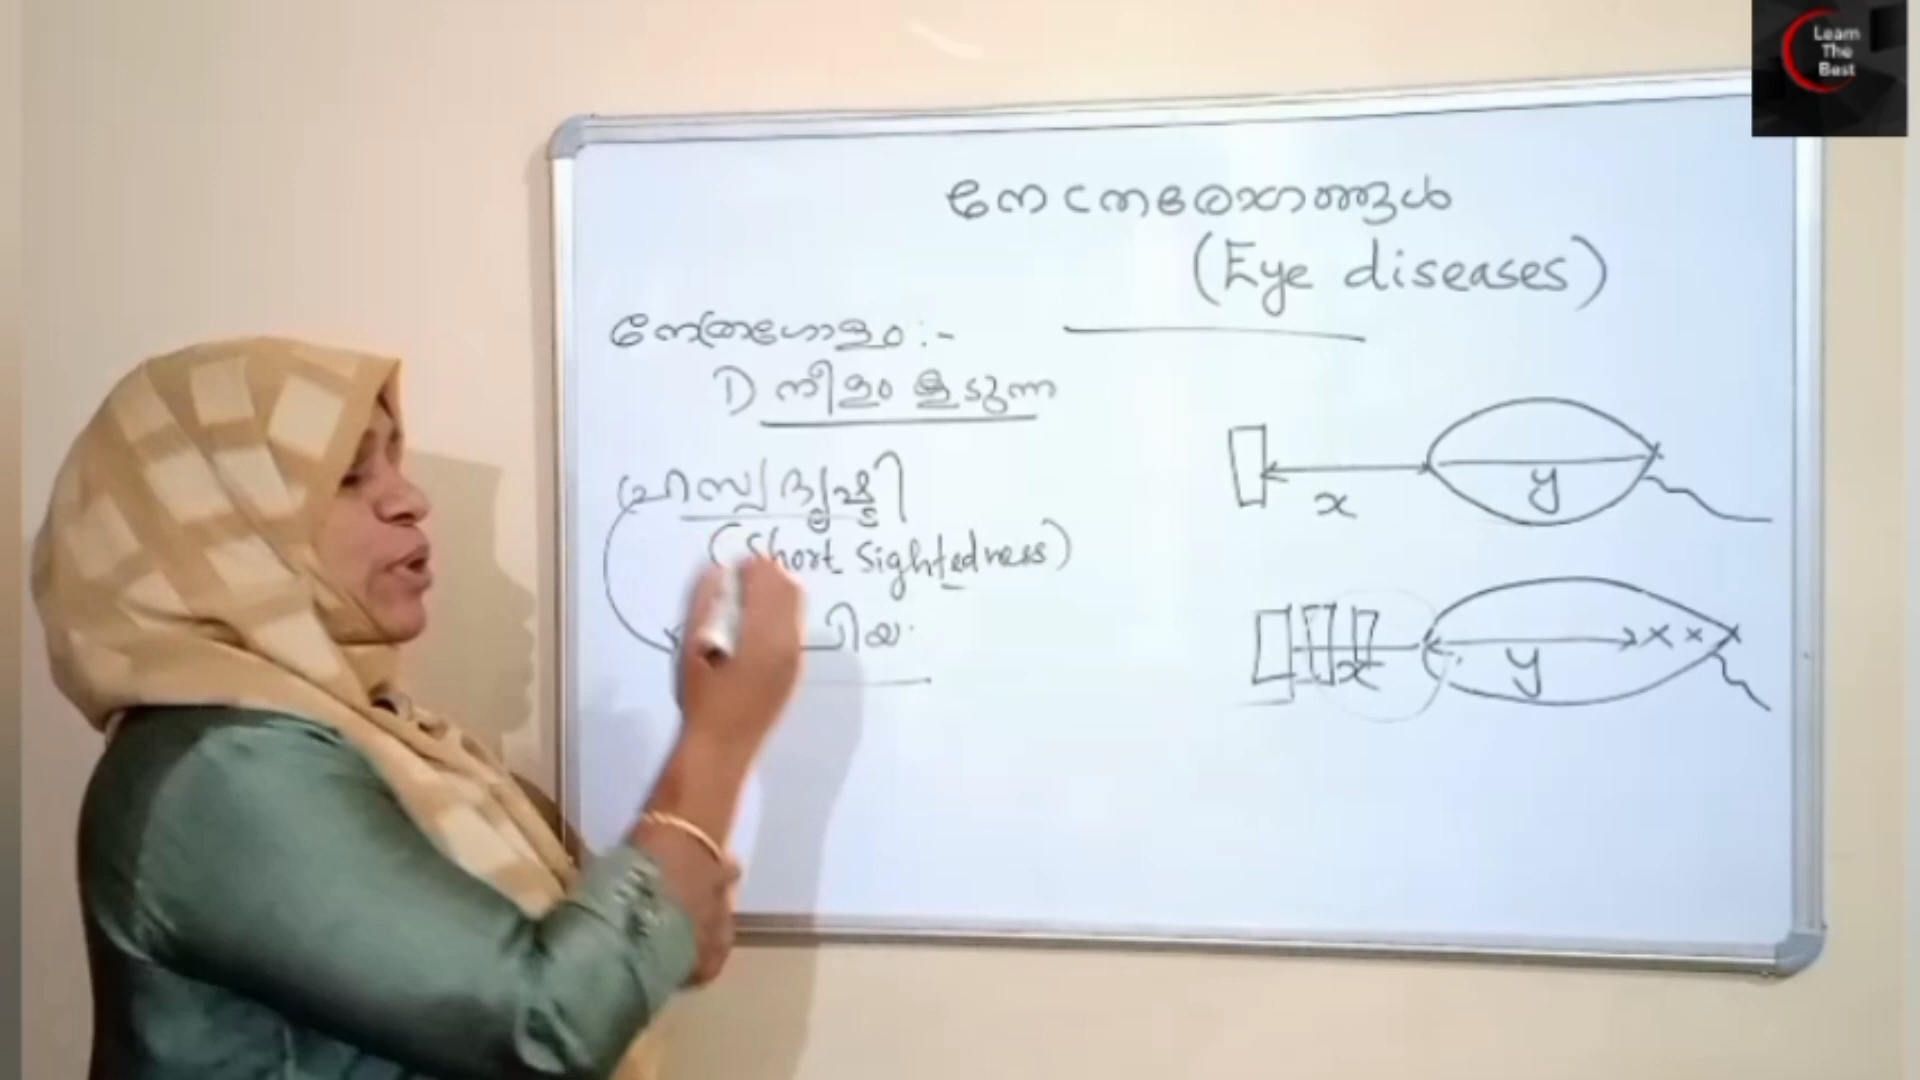 Learn
The
Best
നേത്രരോഗങ്ങൾ
(Eye diseases)
നേത്രഗോളം :-
1) നീളം കൂടുന്നു
ഹ്രസ്വദൃഷ്ടി
(Short Sightedness)
x
y
x
y